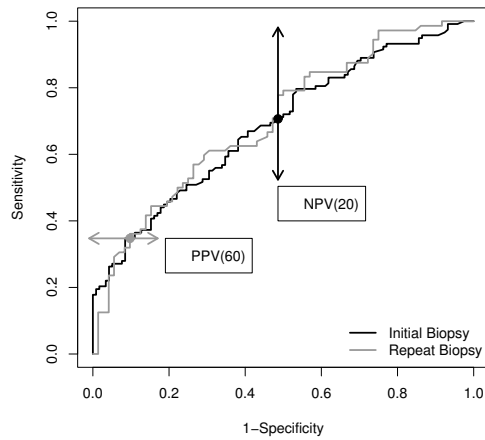 1.0
0.8
0.6
0.4
0.2
0.0
Sensitivity
NPV(20)
PPV(60)
Initial Biopsy
Repeat Biopsy
0.0 0.2 0.4 0.6 0.8 1.0
1-Specificity